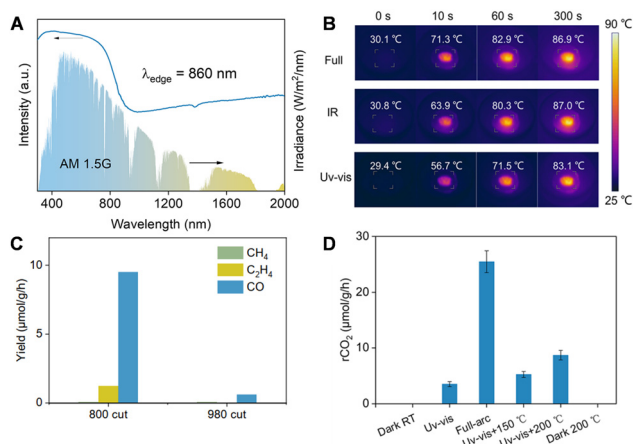 A
λedge = 860 nm
AM 1.5G
Intensity (a.u.)
Irradiance (W/m²/nm)
400 800 1200 1600 2000
Wavelength (nm)
B
0 s 10 s 60 s 300 s
90 ℃
Full
30.1 ℃ 71.3 ℃ 82.9 ℃ 86.9 ℃
IR
30.8 ℃ 63.9 ℃ 80.3 ℃ 87.0 ℃
Uv-vis
29.4 ℃ 56.7 ℃ 71.5 ℃ 83.1 ℃
25 ℃
C
CH₄
C₂H₄
CO
10
5
0
Yield (μmol/g/h)
800 cut 980 cut
D
30
20
10
0
rCO₂ (μmol/g/h)
Dark RT
Uv-vis
Full-arc
Uv-vis+150 ℃
Uv-vis+200 ℃
Dark 200 ℃